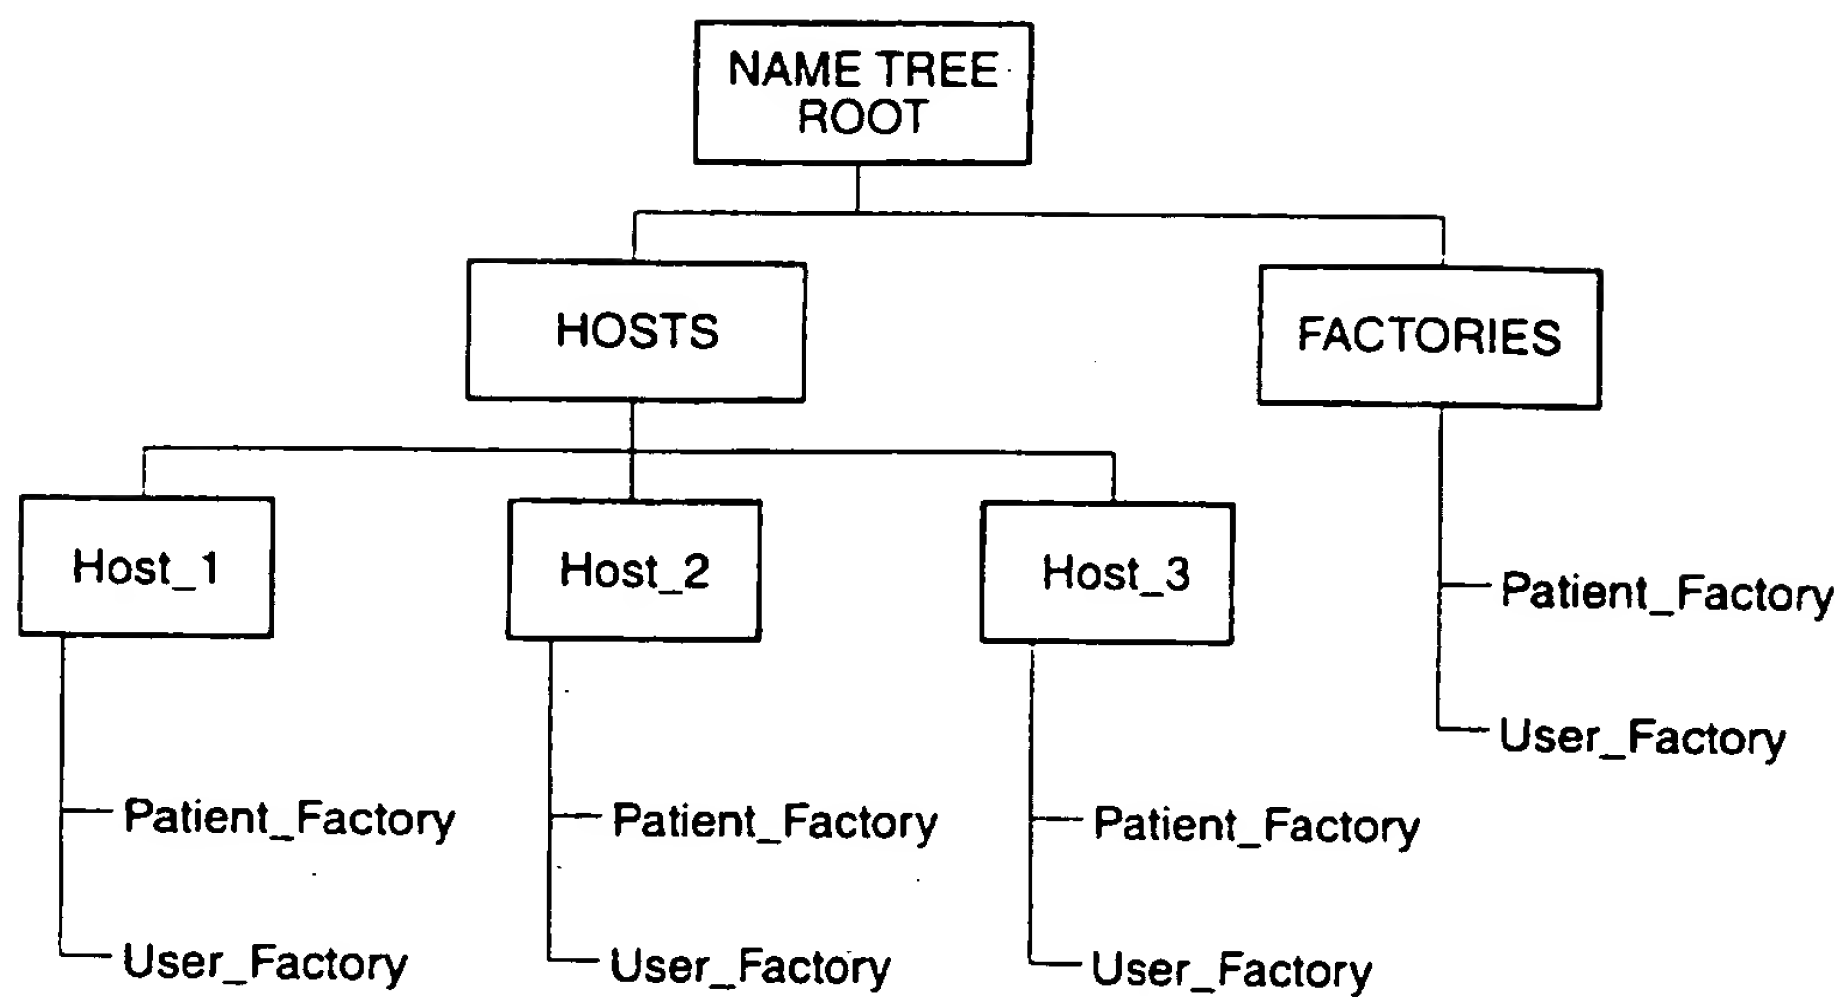 NAME TREE
ROOT
HOSTS
FACTORIES
Host_1
Host_2
Host_3
Patient_Factory
User_Factory
Patient_Factory
User_Factory
Patient_Factory
User_Factory
Patient_Factory
User_Factory